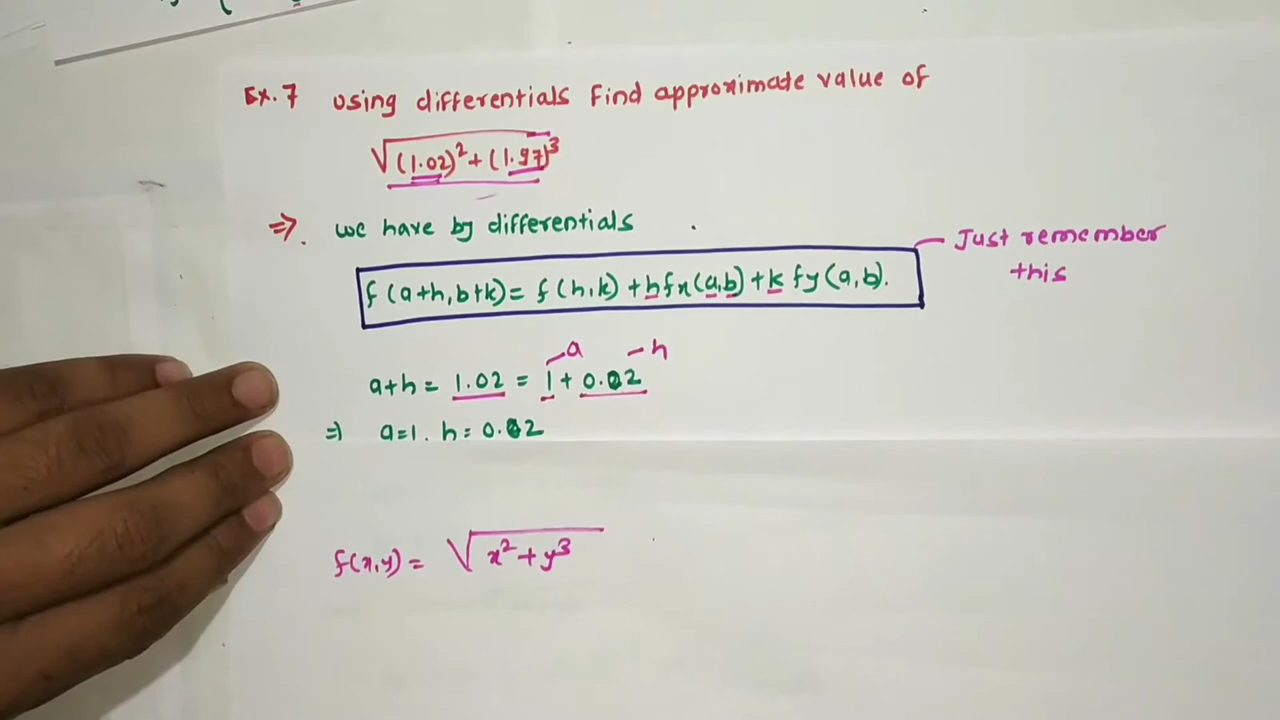 Ex.7 using differentials Find approximate value of
√(1.02)²+(1.97)³
⇒. we have by differentials .
f(a+h, b+k) = f(h,k) + h fx(a,b) + k fy(a,b).
Just remember
this
a h
a+h = 1.02 = 1 + 0.02
⇒ a=1. h=0.02
f(x,y) = √x²+y³